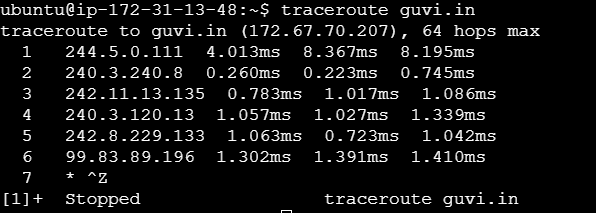 ubuntu@ip-172-31-13-48:~$ traceroute guvi.in
traceroute to guvi.in (172.67.70.207), 64 hops max
1 244.5.0.111 4.013ms 8.367ms 8.195ms
2 240.3.240.8 0.260ms 0.223ms 0.745ms
3 242.11.13.135 0.783ms 1.017ms 1.086ms
4 240.3.120.13 1.057ms 1.027ms 1.339ms
5 242.8.229.133 1.063ms 0.723ms 1.042ms
6 99.83.89.196 1.302ms 1.391ms 1.410ms
7 * ^Z
[1]+ Stopped traceroute guvi.in